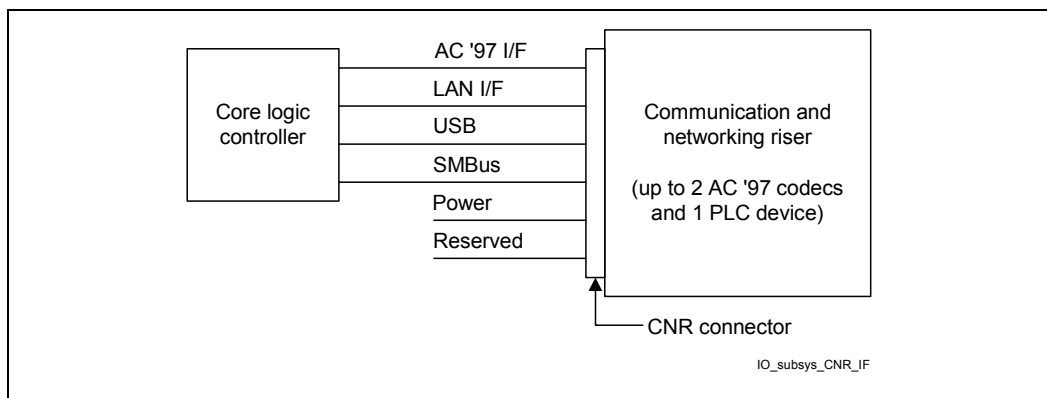 Core logic
controller
AC '97 I/F
LAN I/F
USB
SMBus
Power
Reserved
Communication and
networking riser
(up to 2 AC '97 codecs
and 1 PLC device)
CNR connector
IO_subsys_CNR_IF